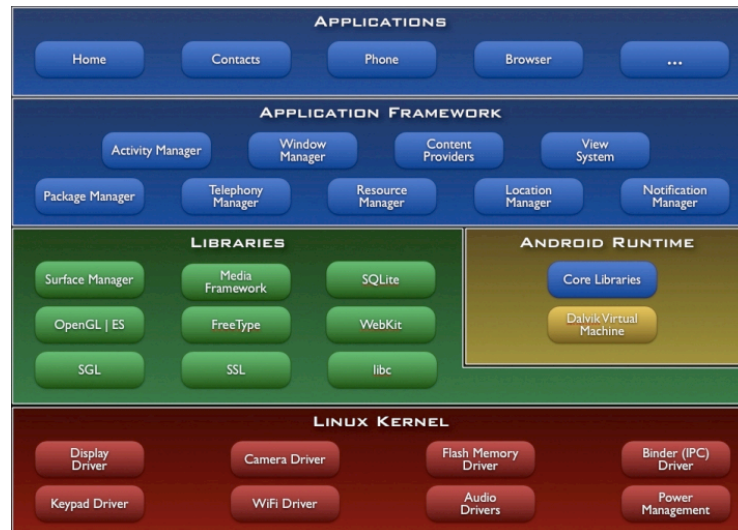 APPLICATIONS
Home
Contacts
Phone
Browser
...
APPLICATION FRAMEWORK
Activity Manager
Window
Manager
Content
Providers
View
System
Package Manager
Telephony
Manager
Resource
Manager
Location
Manager
Notification
Manager
LIBRARIES
Surface Manager
Media
Framework
SQLite
OpenGL | ES
FreeType
WebKit
SGL
SSL
libc
ANDROID RUNTIME
Core Libraries
Dalvik Virtual
Machine
LINUX KERNEL
Display
Driver
Camera Driver
Flash Memory
Driver
Binder (IPC)
Driver
Keypad Driver
WiFi Driver
Audio
Drivers
Power
Management